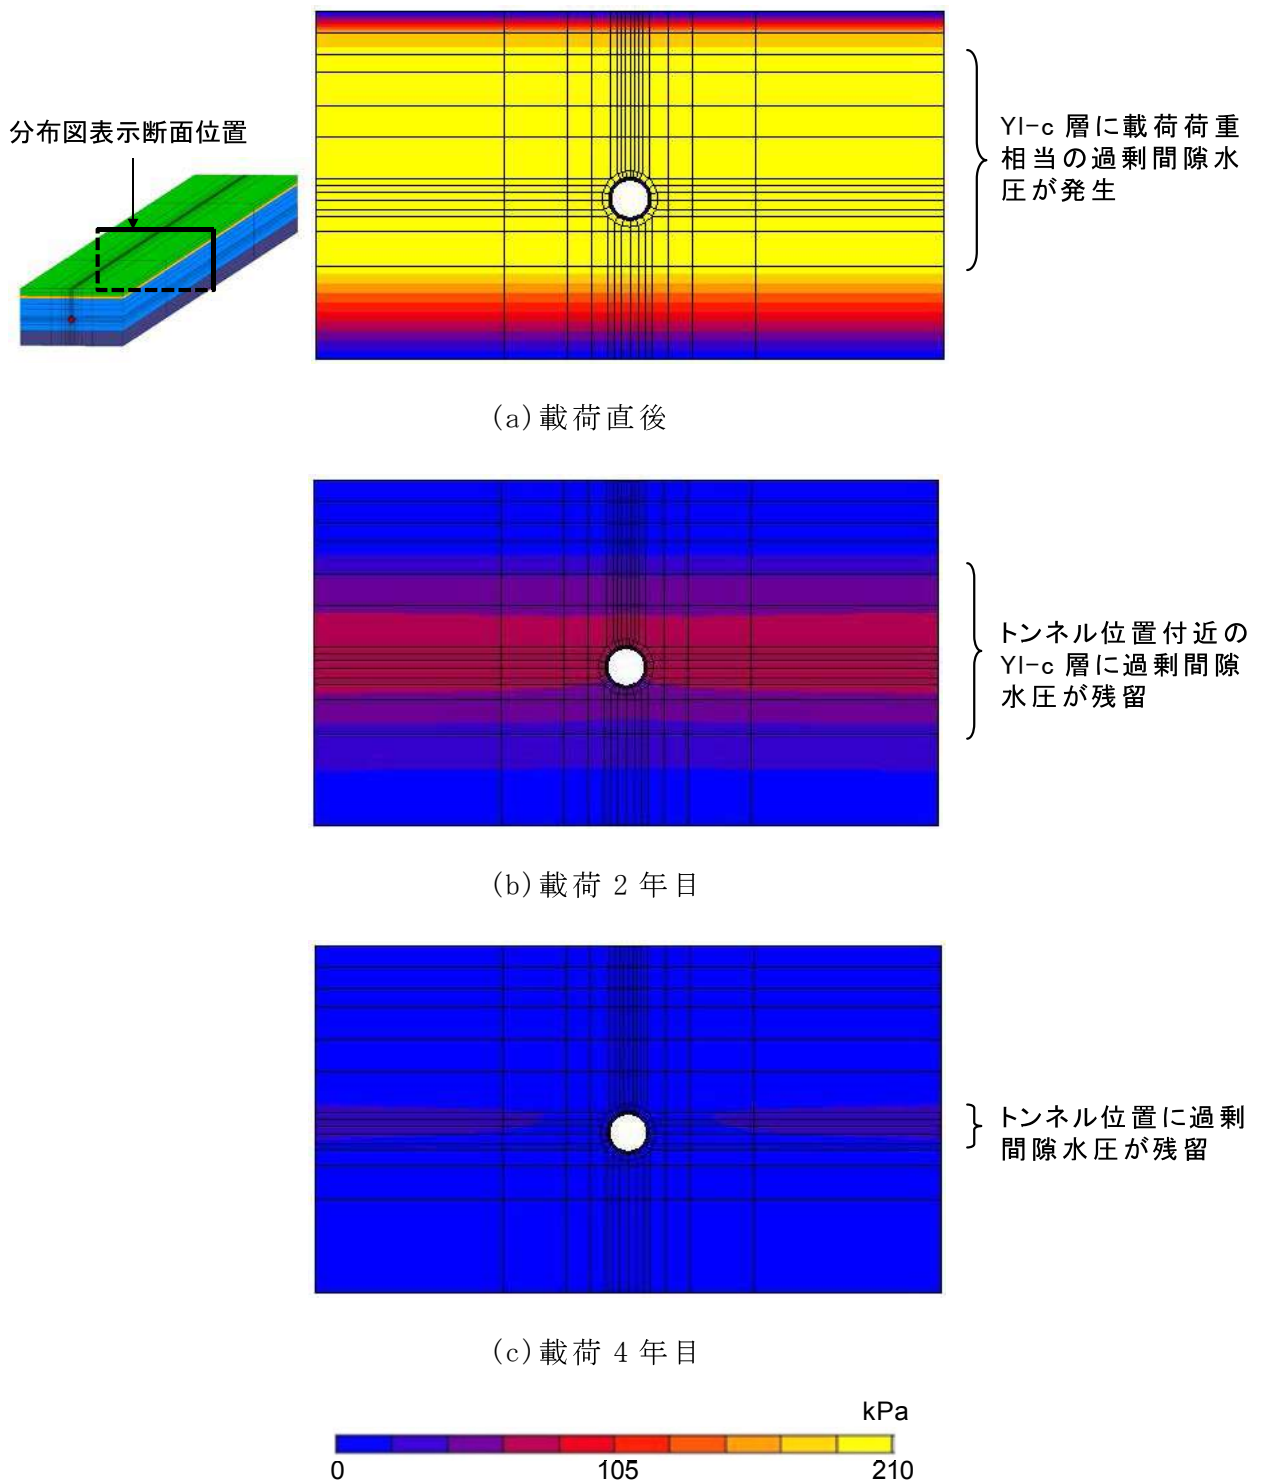 分布図表示断面位置
Yl-c 層に載荷荷重
相当の過剰間隙水
圧が発生
(a)載荷直後
トンネル位置付近の
Yl-c 層に過剰間隙
水圧が残留
(b)載荷 2 年目
トンネル位置に過剰
間隙水圧が残留
(c)載荷 4 年目
kPa
0 105 210